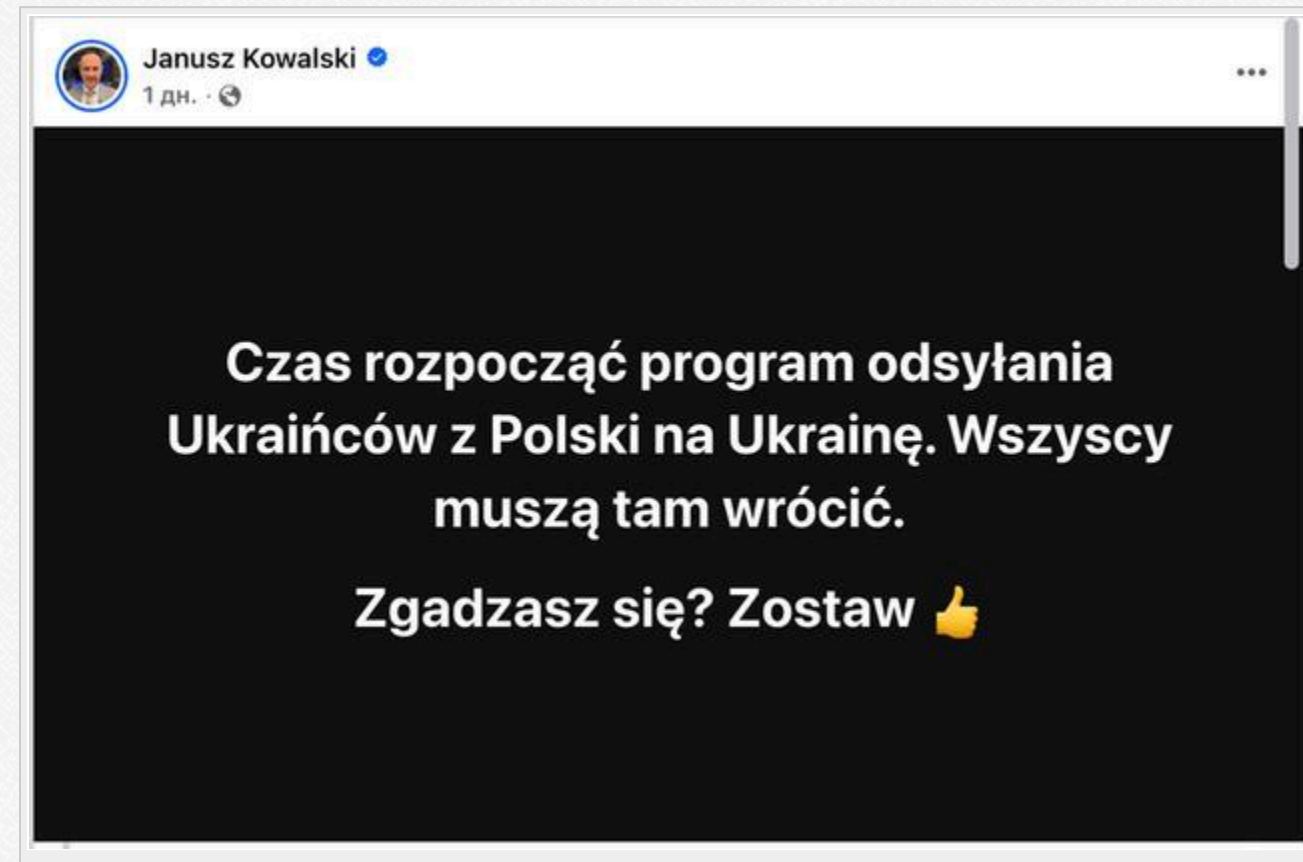 Janusz Kowalski
1 дн. ·
Czas rozpocząć program odsyłania
Ukraińców z Polski na Ukrainę. Wszyscy
muszą tam wrócić.
Zgadzasz się? Zostaw 👍